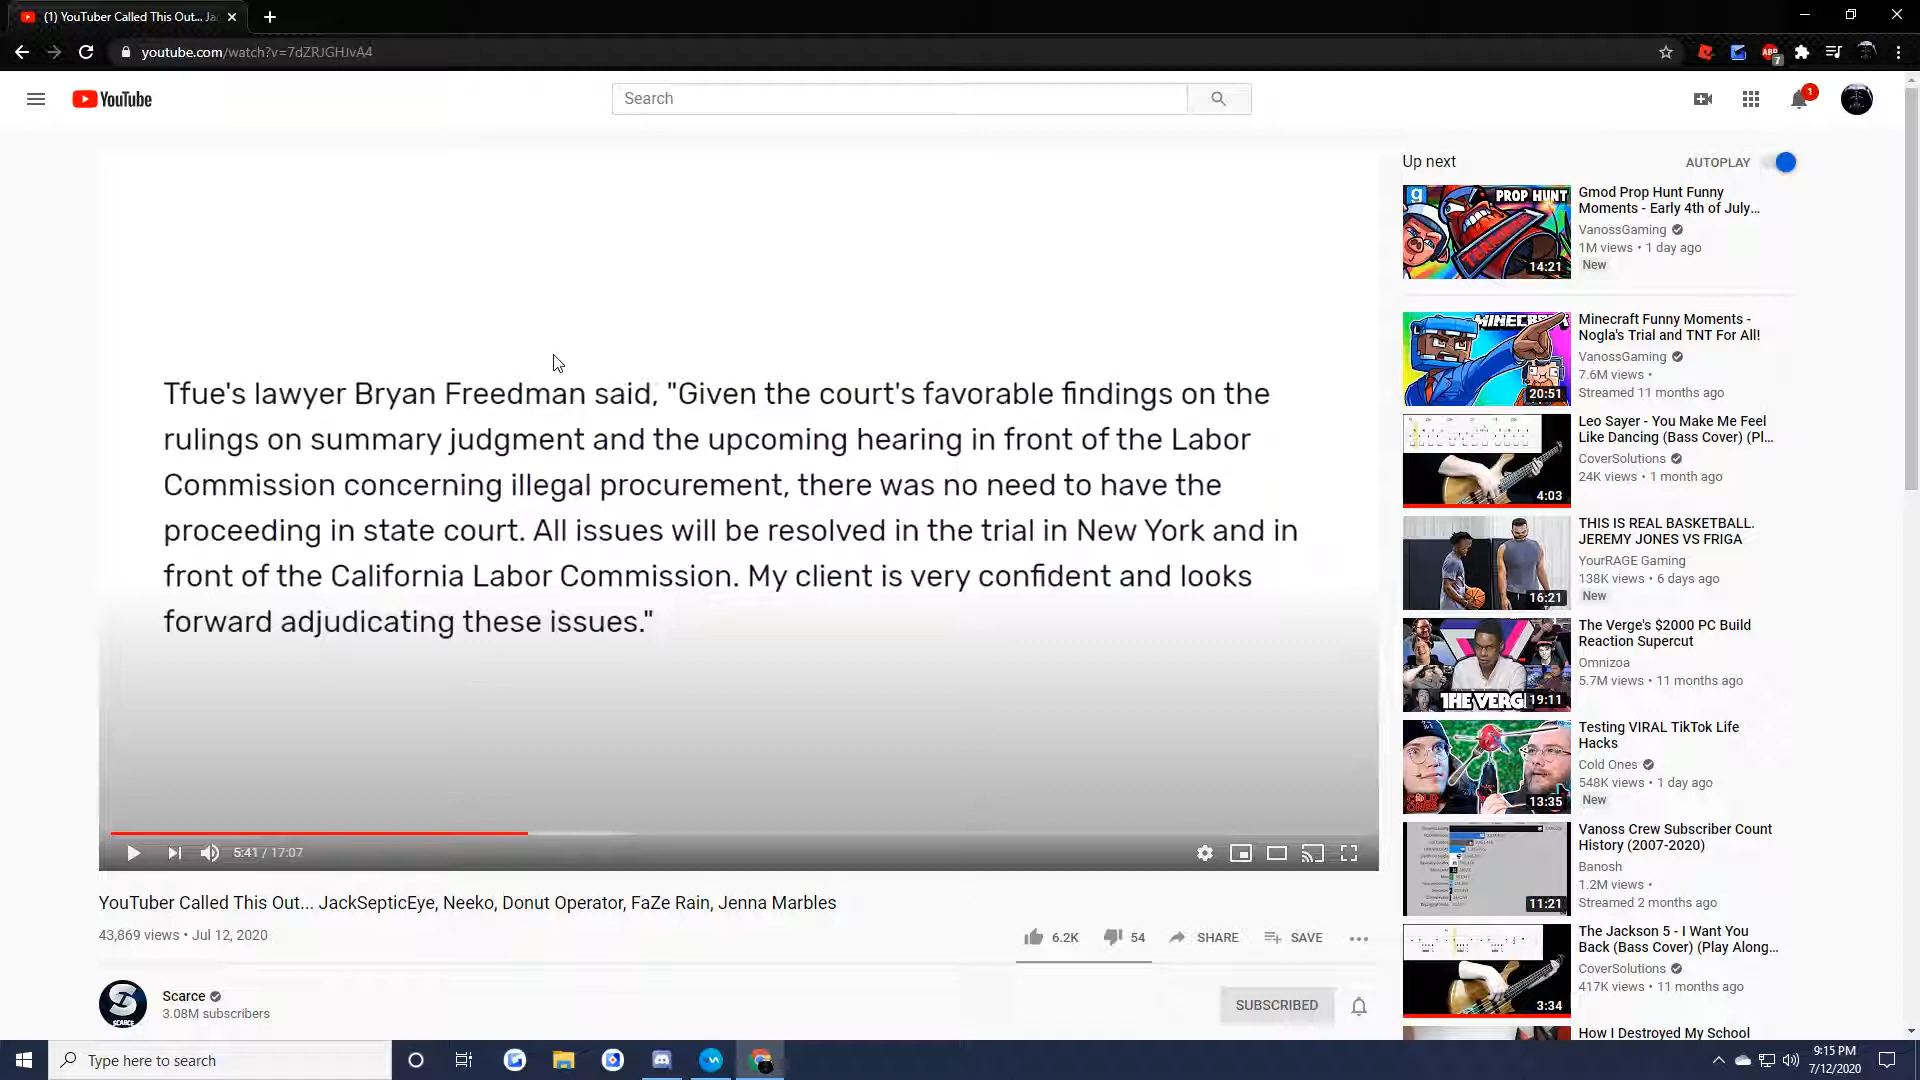 (1) YouTuber Called This Out... Ja
youtube.com/watch?v=7dZRJGHJvA4
7
YouTube
Search
1
Tfue's lawyer Bryan Freedman said, "Given the court's favorable findings on the
rulings on summary judgment and the upcoming hearing in front of the Labor
Commission concerning illegal procurement, there was no need to have the
proceeding in state court. All issues will be resolved in the trial in New York and in
front of the California Labor Commission. My client is very confident and looks
forward adjudicating these issues."
5:41 / 17:07
YouTuber Called This Out... JackSepticEye, Neeko, Donut Operator, FaZe Rain, Jenna Marbles
43,869 views • Jul 12, 2020
6.2K
54
SHARE
SAVE
SCARCE
Scarce
3.08M subscribers
SUBSCRIBED
Up next
AUTOPLAY
PROP HUNT
14:21
Gmod Prop Hunt Funny
Moments - Early 4th of July...
VanossGaming
1M views • 1 day ago
New
MINEC
20:51
Minecraft Funny Moments -
Nogla's Trial and TNT For All!
VanossGaming
7.6M views •
Streamed 11 months ago
4:03
Leo Sayer - You Make Me Feel
Like Dancing (Bass Cover) (Pl...
CoverSolutions
24K views • 1 month ago
16:21
THIS IS REAL BASKETBALL.
JEREMY JONES VS FRIGA
YourRAGE Gaming
138K views • 6 days ago
New
THE VERG
19:11
The Verge's $2000 PC Build
Reaction Supercut
Omnizoa
5.7M views • 11 months ago
13:35
Testing VIRAL TikTok Life
Hacks
Cold Ones
548K views • 1 day ago
New
11:21
Vanoss Crew Subscriber Count
History (2007-2020)
Banosh
1.2M views •
Streamed 2 months ago
3:34
The Jackson 5 - I Want You
Back (Bass Cover) (Play Along...
CoverSolutions
417K views • 11 months ago
How I Destroyed My School
Type here to search
9:15 PM
7/12/2020